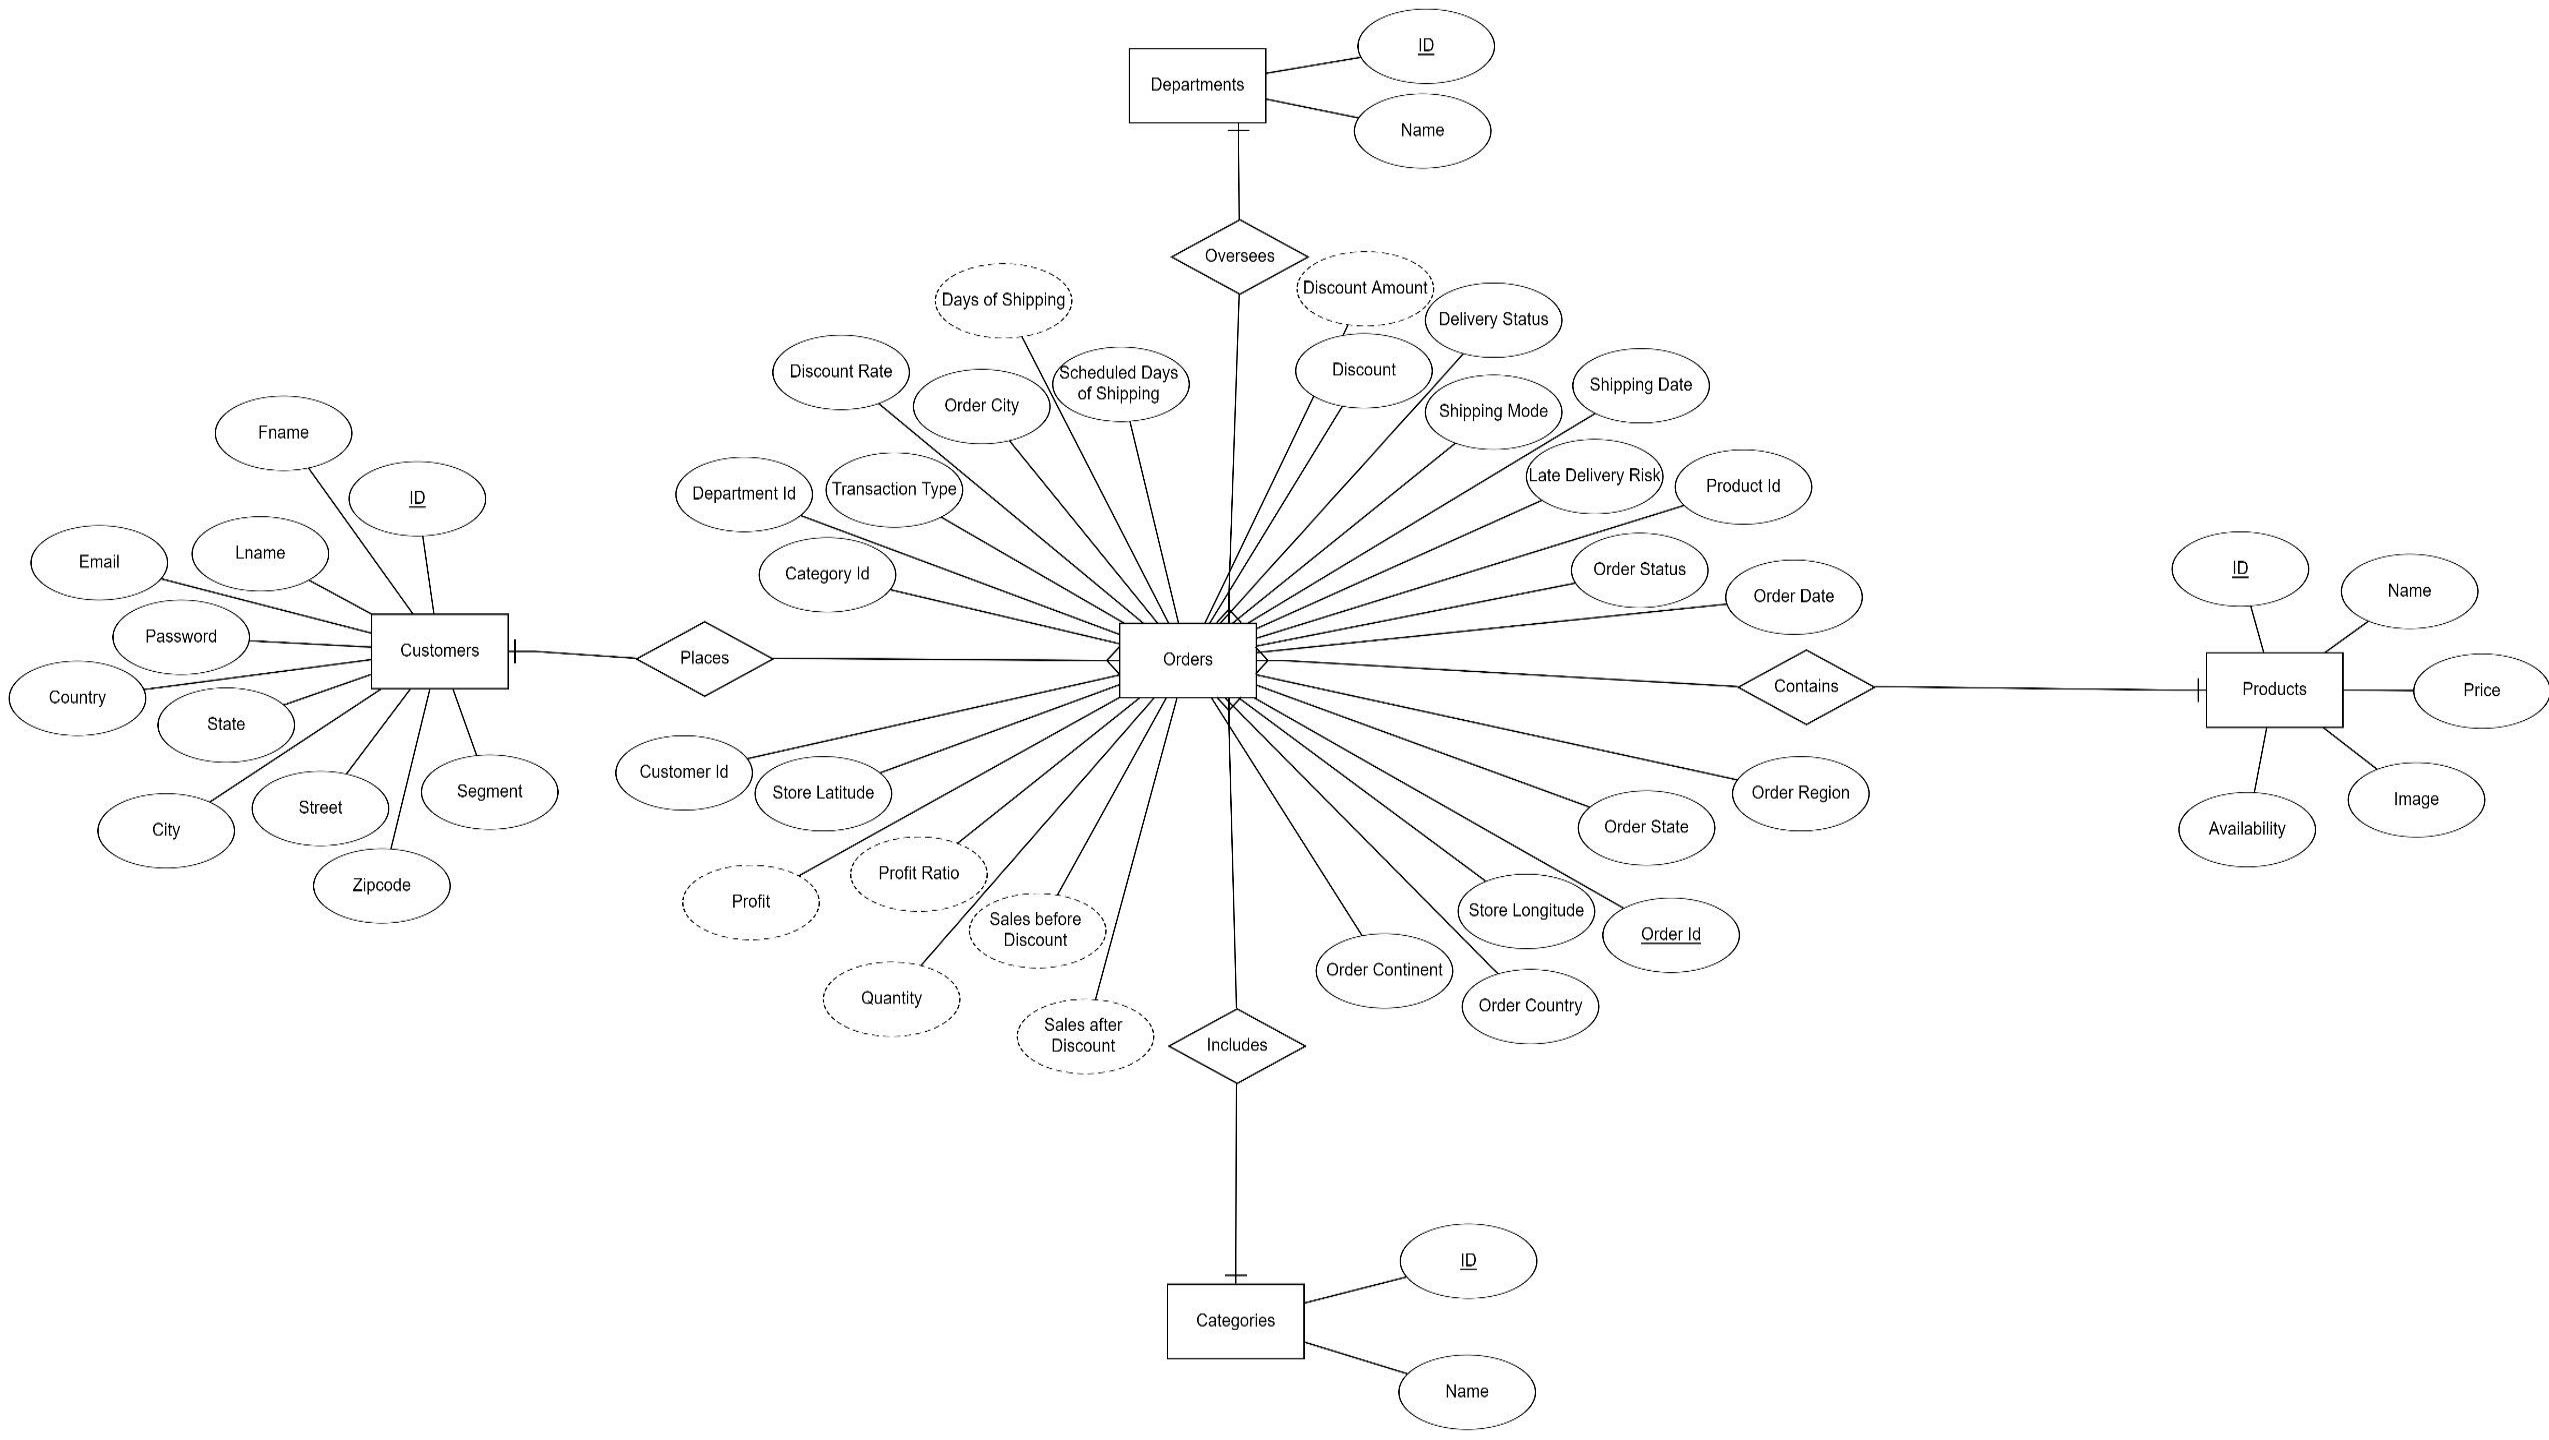 ID
Departments
Name
Oversees
Discount Amount
Days of Shipping
Delivery Status
Discount Rate
Scheduled Days
of Shipping
Discount
Shipping Date
Order City
Shipping Mode
Fname
Late Delivery Risk
Product Id
Department Id
Transaction Type
ID
Lname
Email
Category Id
Order Status
Order Date
ID
Name
Password
Customers
Places
Orders
Contains
Products
Price
Country
State
Customer Id
Store Latitude
Order Region
Segment
Street
City
Order State
Availability
Image
Zipcode
Profit Ratio
Profit
Sales before
Discount
Store Longitude
Order Id
Order Continent
Quantity
Order Country
Sales after
Discount
Includes
ID
Categories
Name